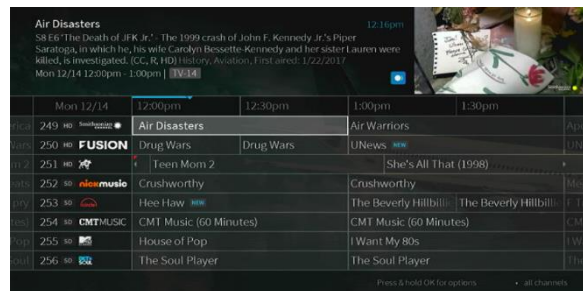 Air Disasters
12:16pm
S8 E6 'The Death of JFK Jr.' - The 1999 crash of John F. Kennedy Jr.'s Piper
Saratoga, in which he, his wife Carolyn Bessette-Kennedy and her sister Lauren were
killed, is investigated. (CC, R, HD) History, Aviation, First aired: 1/22/2017
Mon 12/14 12:00pm - 1:00pm | TV-14
Mon 12/14 12:00pm 12:30pm 1:00pm 1:30pm
249 HD Smithsonian Air Disasters Air Warriors
250 HD FUSION Drug Wars Drug Wars UNews NEW
251 HD Teen Mom 2 She's All That (1998)
252 SD nickmusic Crushworthy Crushworthy
253 SD Hee Haw NEW The Beverly Hillbilli The Beverly Hillbilli
254 SD CMTMUSIC CMT Music (60 Minutes) CMT Music (60 Minutes)
255 SD House of Pop I Want My 80s
256 SD The Soul Player The Soul Player
Press & hold OK for options • all channels